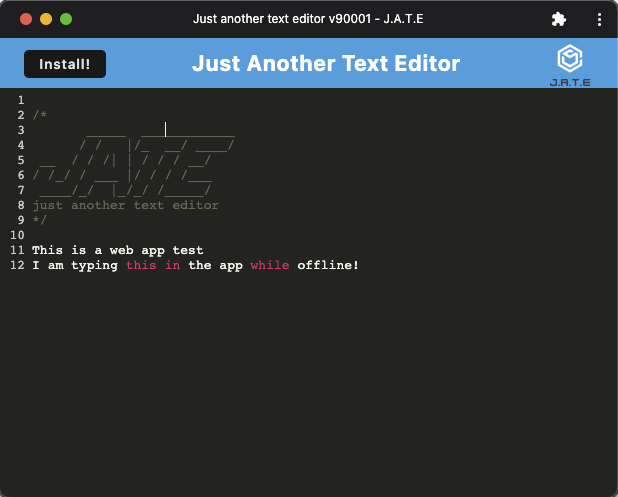 Just another text editor v90001 - J.A.T.E
Install!
Just Another Text Editor
J.A.T.E
1
2 /*
3        _____  ____________
4       / /   |/_  __/ ____/
5  __  / / /| | / / / __/
6 / /_/ / ___ |/ / / /___
7  ____/_/  |_/_/ /_____/
8 just another text editor
9 */
10
11 This is a web app test
12 I am typing this in the app while offline!